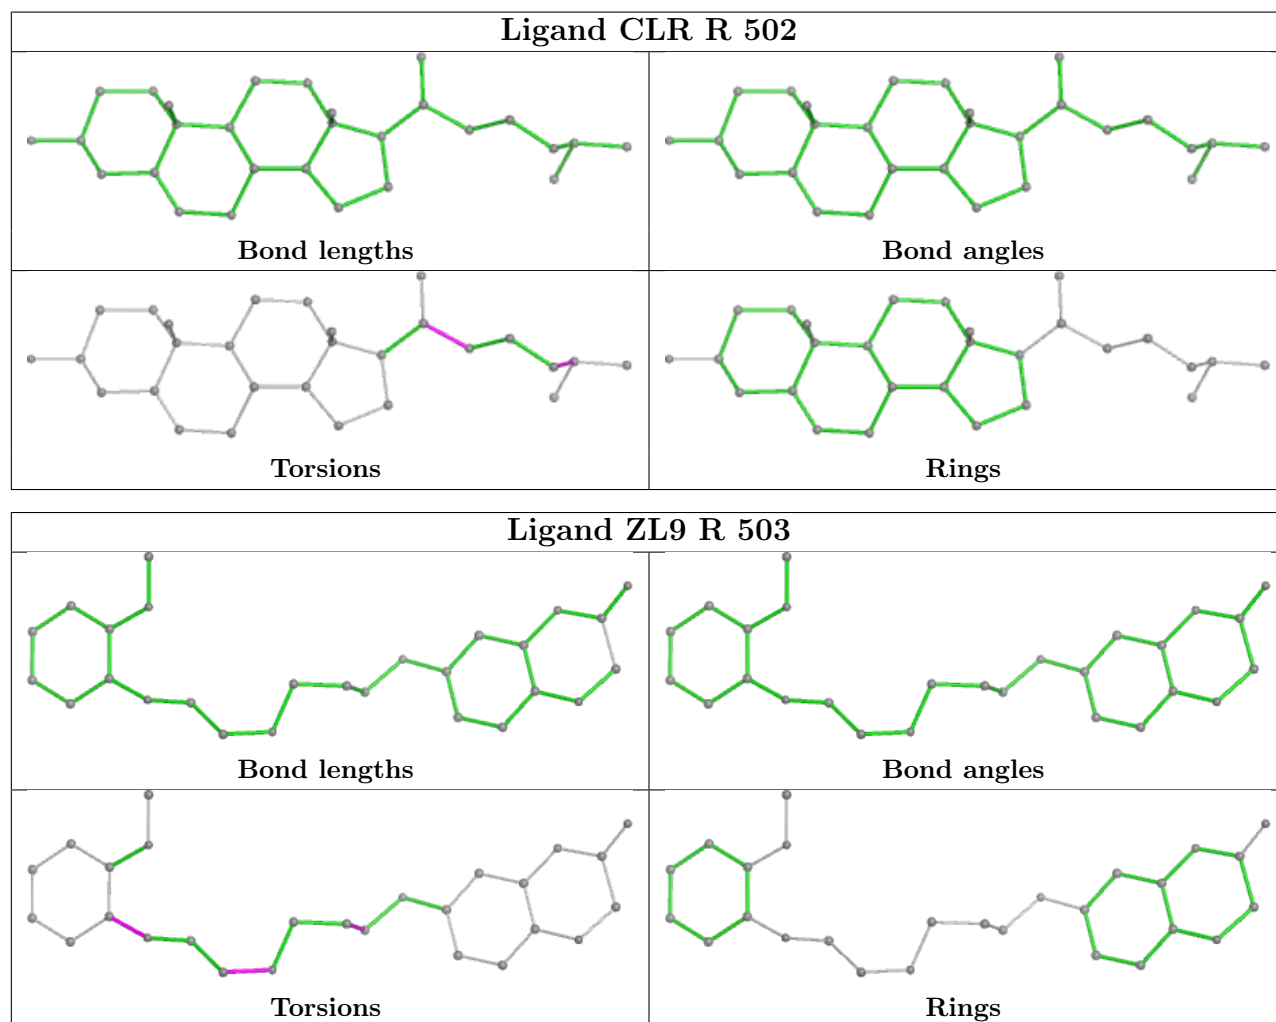 Ligand CLR R 502
Bond lengths
Bond angles
Torsions
Rings
Ligand ZL9 R 503
Bond lengths
Bond angles
Torsions
Rings